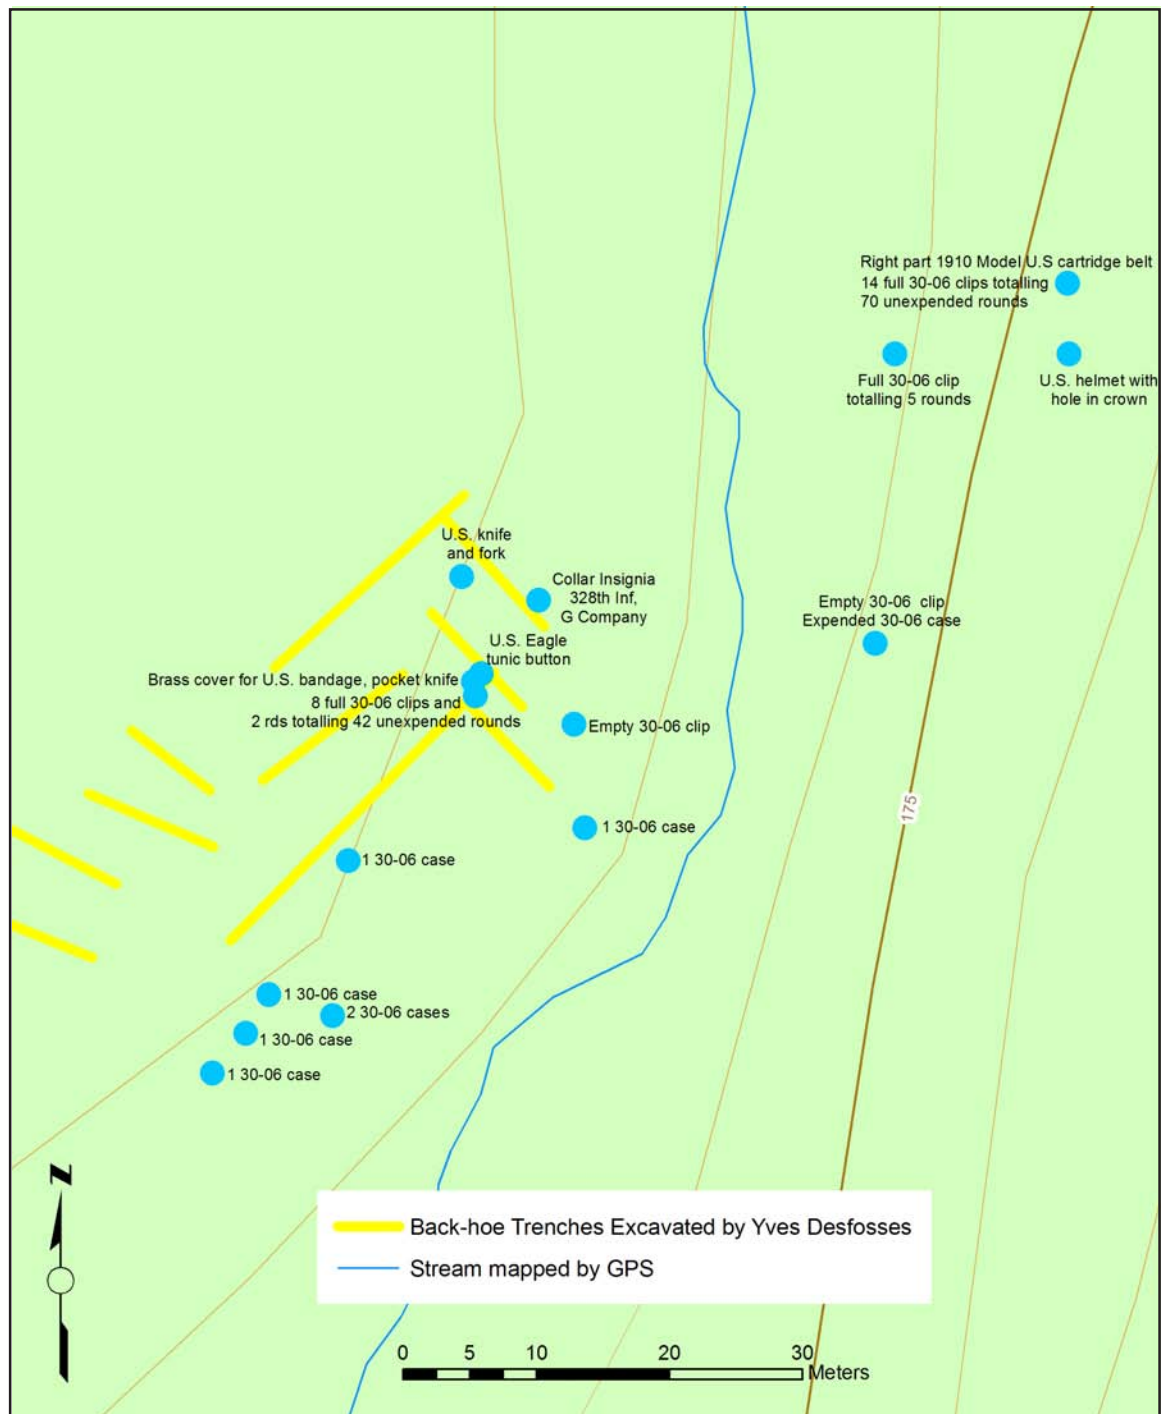 Right part 1910 Model U.S cartridge belt
14 full 30-06 clips totalling
70 unexpended rounds
Full 30-06 clip
totalling 5 rounds
U.S. helmet with
hole in crown
U.S. knife
and fork
Collar Insignia
328th Inf,
G Company
Empty 30-06  clip
Expended 30-06 case
U.S. Eagle
tunic button
Brass cover for U.S. bandage, pocket knife
8 full 30-06 clips and
2 rds totalling 42 unexpended rounds
Empty 30-06 clip
175
1 30-06 case
1 30-06 case
1 30-06 case
2 30-06 cases
1 30-06 case
1 30-06 case
N
Back-hoe Trenches Excavated by Yves Desfosses
Stream mapped by GPS
0 5 10 20 30
Meters